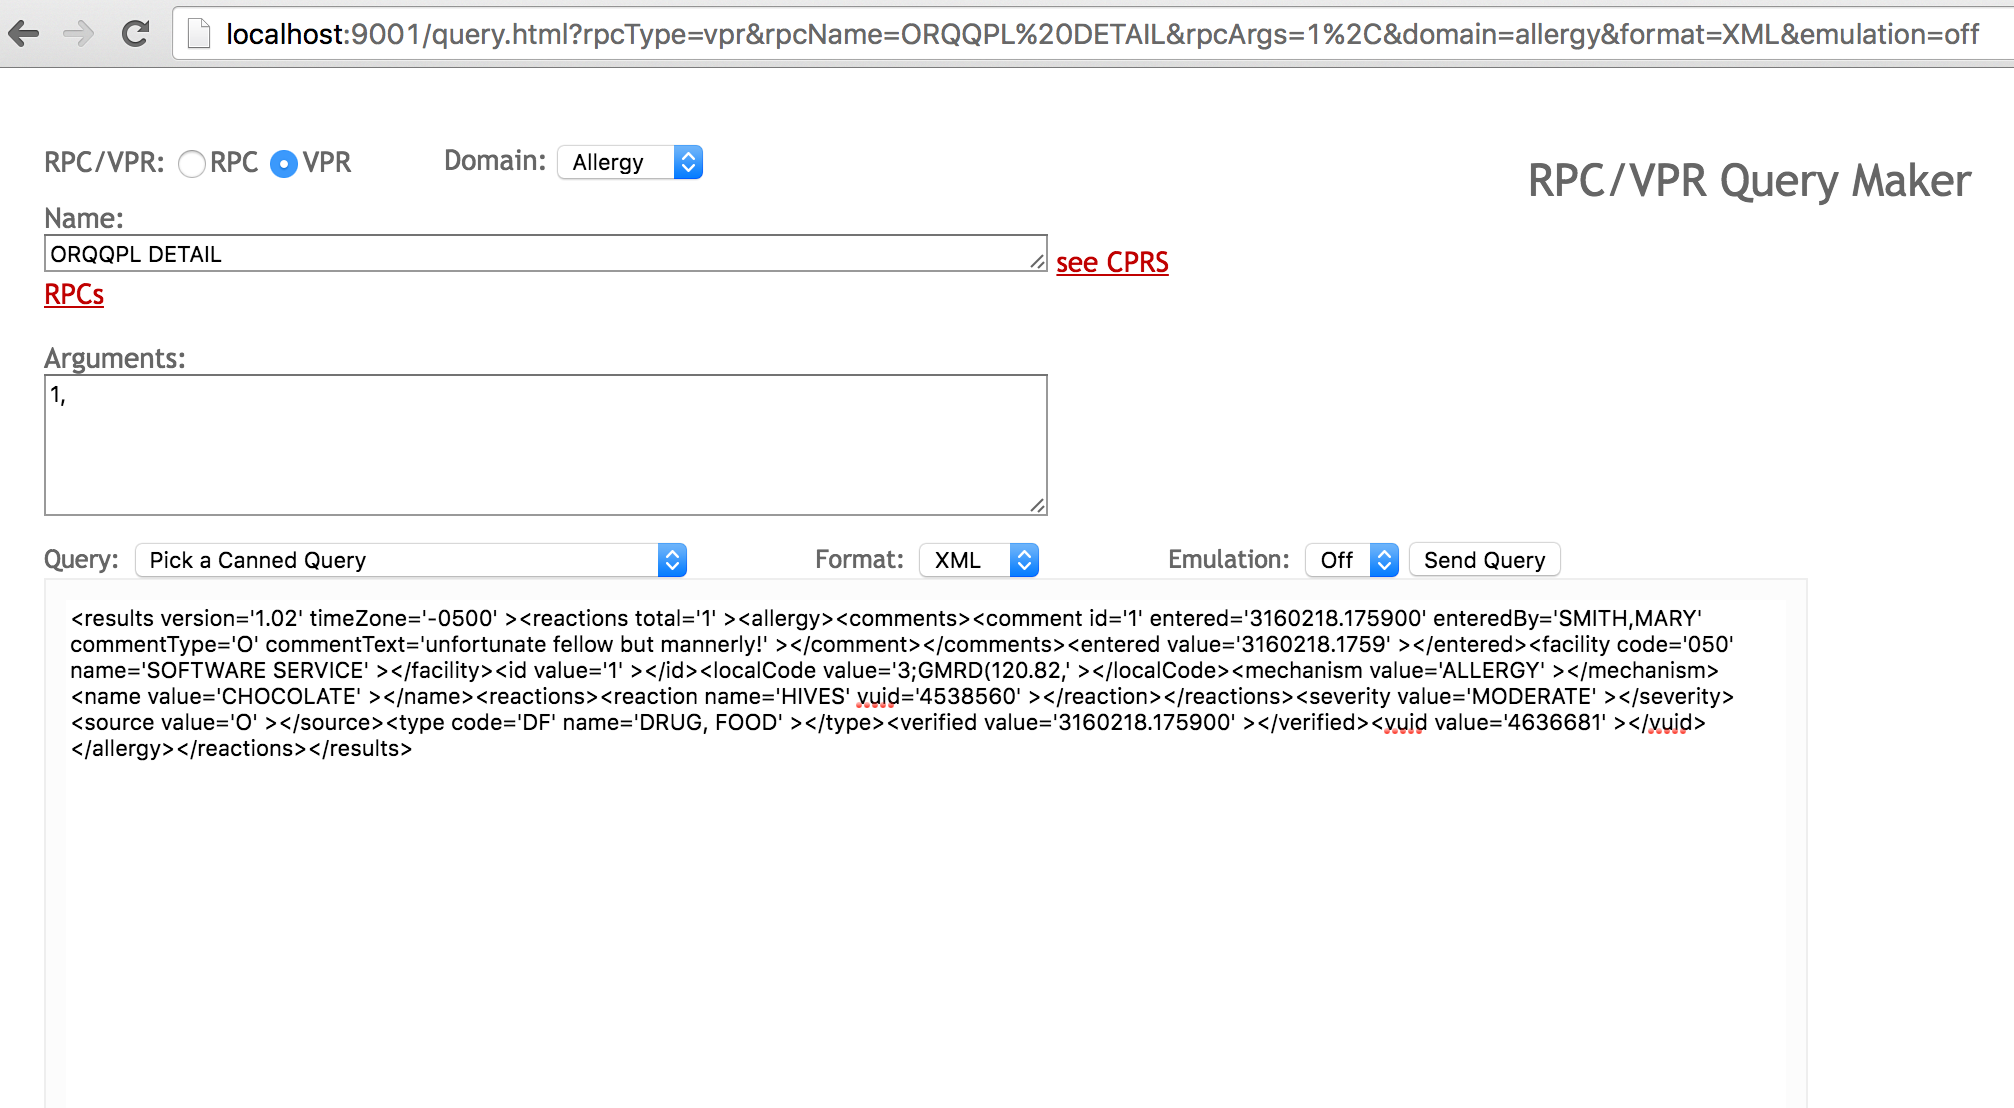 localhost:9001/query.html?rpcType=vpr&rpcName=ORQQPL%20DETAIL&rpcArgs=1%2C&domain=allergy&format=XML&emulation=off
RPC/VPR: RPC VPR Domain: Allergy
RPC/VPR Query Maker
Name:
ORQQPL DETAIL
see CPRS
RPCs
Arguments:
1,
Query: Pick a Canned Query Format: XML Emulation: Off Send Query
<results version='1.02' timeZone='-0500' ><reactions total='1' ><allergy><comments><comment id='1' entered='3160218.175900' enteredBy='SMITH,MARY'
commentType='O' commentText='unfortunate fellow but mannerly!' ></comment></comments><entered value='3160218.1759' ></entered><facility code='050'
name='SOFTWARE SERVICE' ></facility><id value='1' ></id><localCode value='3;GMRD(120.82,' ></localCode><mechanism value='ALLERGY' ></mechanism>
<name value='CHOCOLATE' ></name><reactions><reaction name='HIVES' vuid='4538560' ></reaction></reactions><severity value='MODERATE' ></severity>
<source value='O' ></source><type code='DF' name='DRUG, FOOD' ></type><verified value='3160218.175900' ></verified><vuid value='4636681' ></vuid>
</allergy></reactions></results>